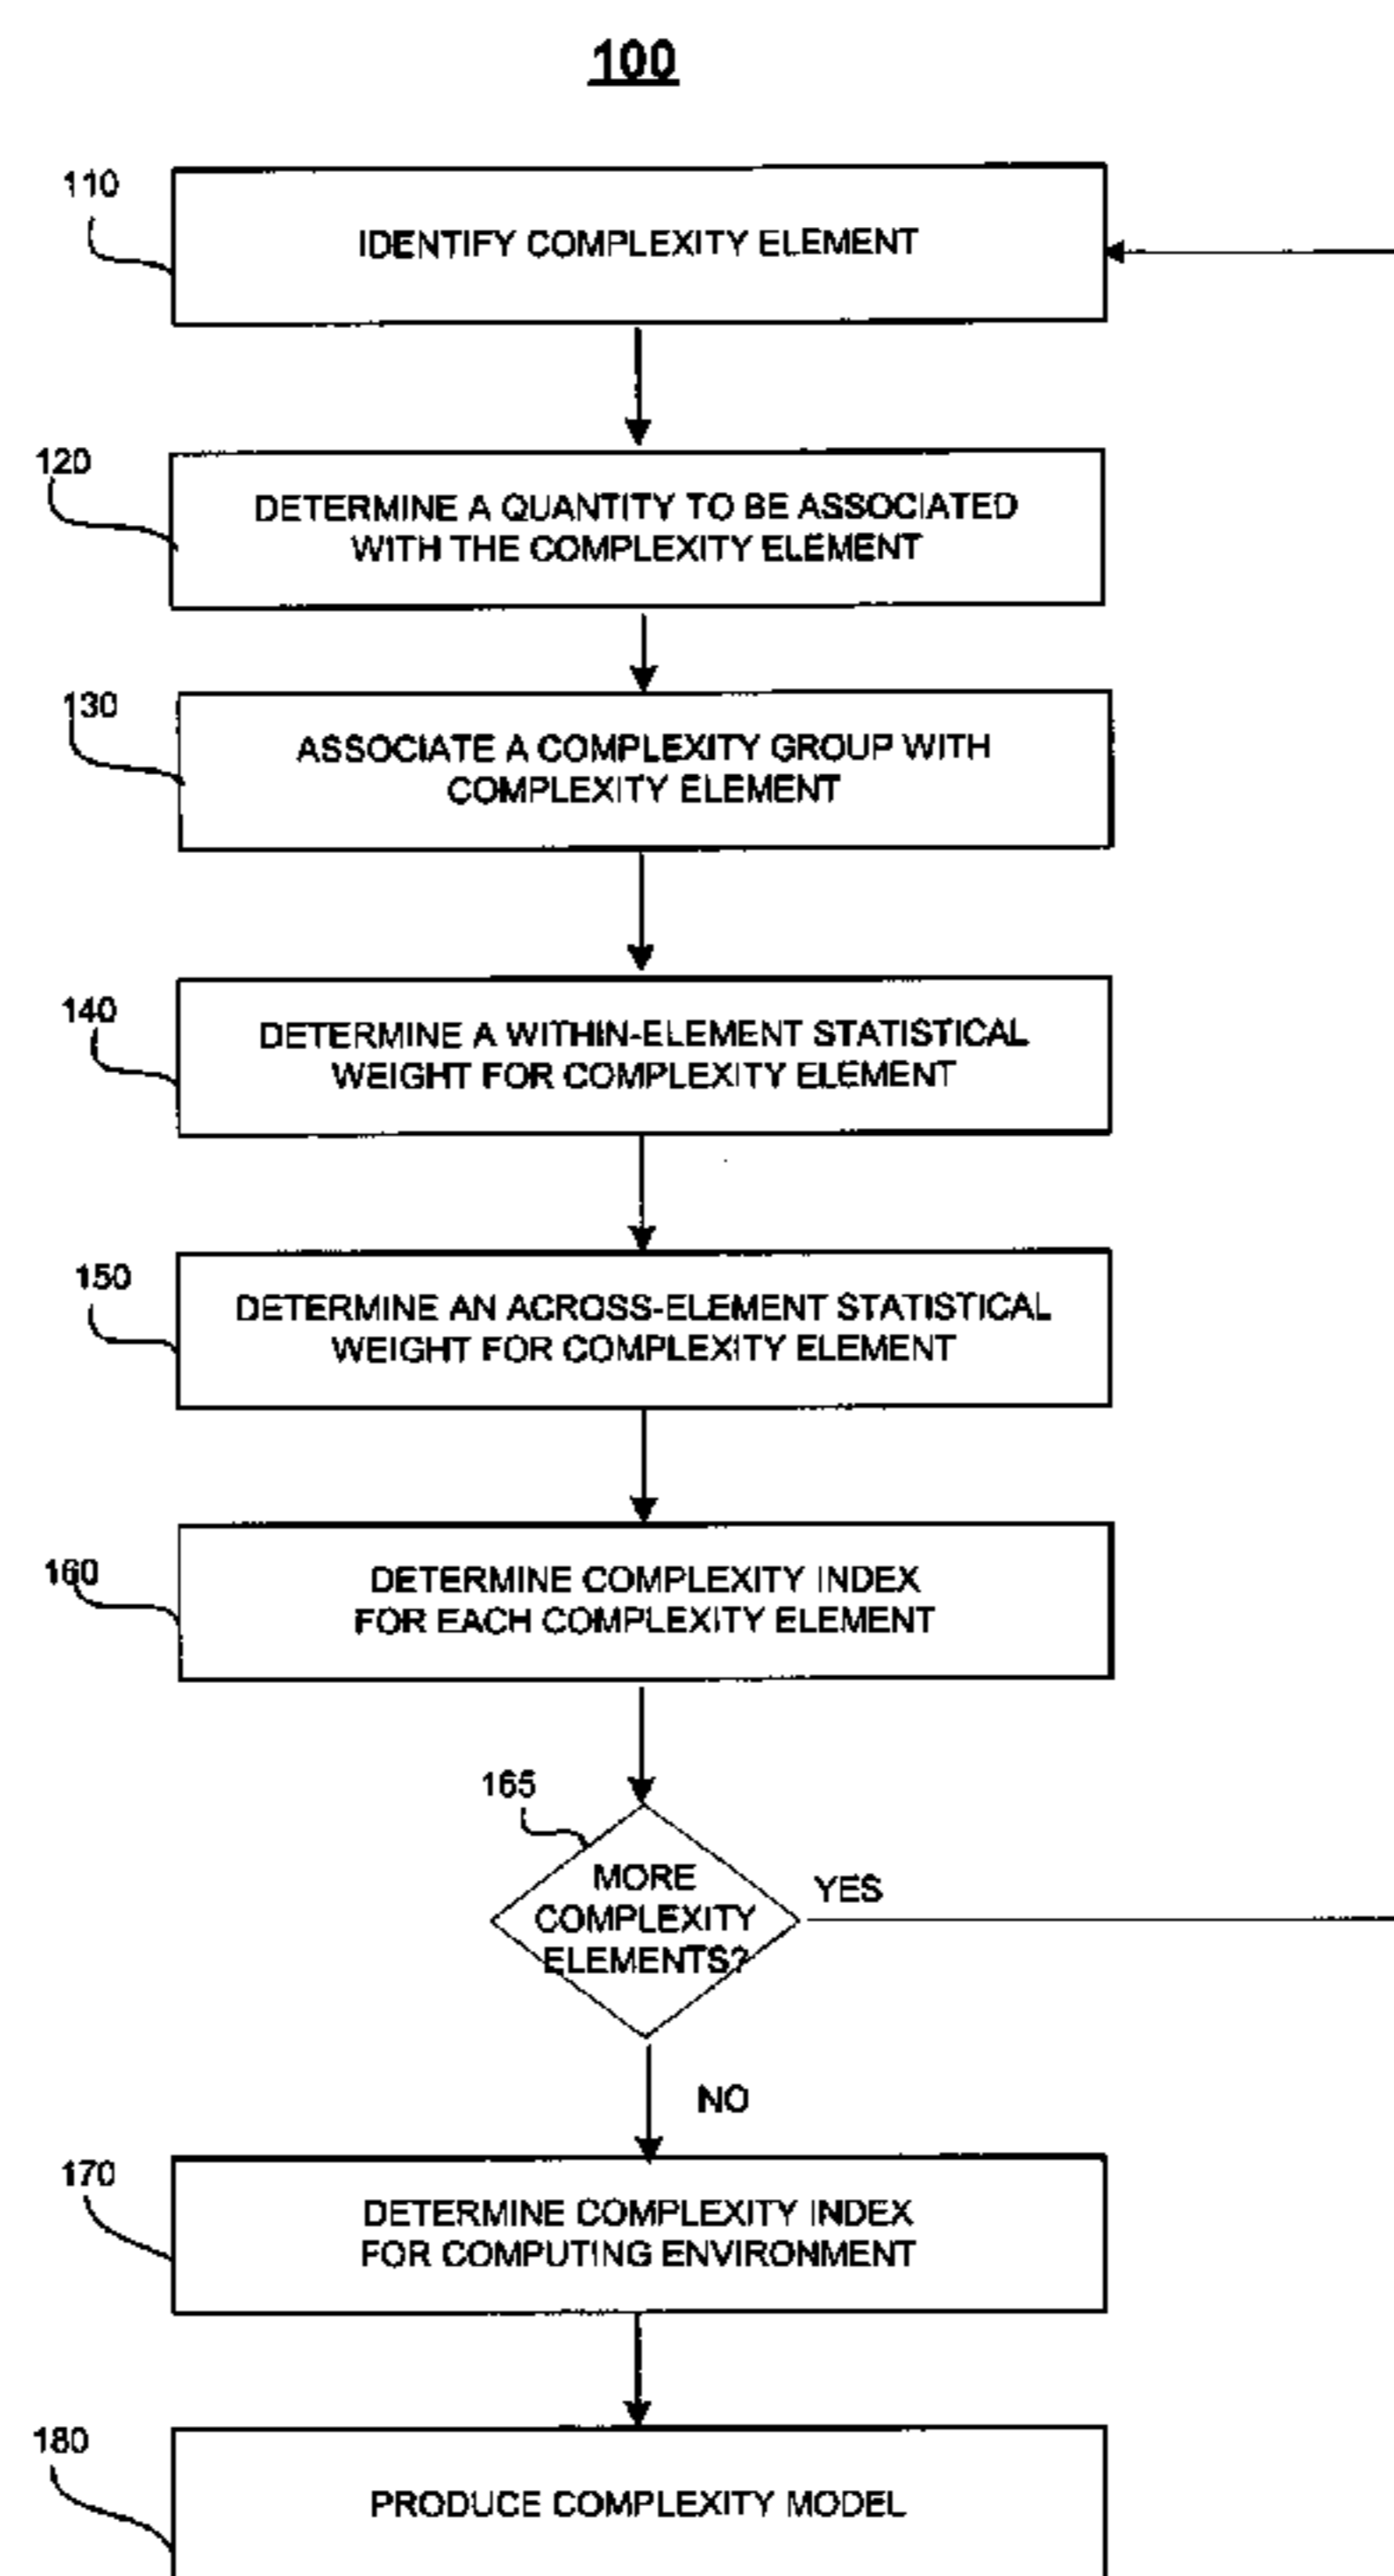 100
110
IDENTIFY COMPLEXITY ELEMENT
120
DETERMINE A QUANTITY TO BE ASSOCIATED
WITH THE COMPLEXITY ELEMENT
130
ASSOCIATE A COMPLEXITY GROUP WITH
COMPLEXITY ELEMENT
140
DETERMINE A WITHIN-ELEMENT STATISTICAL
WEIGHT FOR COMPLEXITY ELEMENT
150
DETERMINE AN ACROSS-ELEMENT STATISTICAL
WEIGHT FOR COMPLEXITY ELEMENT
160
DETERMINE COMPLEXITY INDEX
FOR EACH COMPLEXITY ELEMENT
165
MORE
COMPLEXITY
ELEMENTS?
YES
NO
170
DETERMINE COMPLEXITY INDEX
FOR COMPUTING ENVIRONMENT
180
PRODUCE COMPLEXITY MODEL